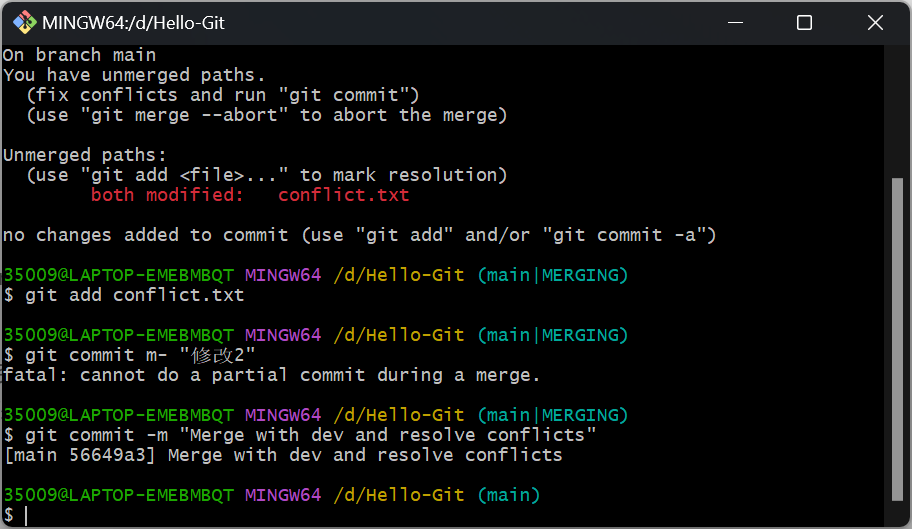 MINGW64:/d/Hello-Git
On branch main
You have unmerged paths.
  (fix conflicts and run "git commit")
  (use "git merge --abort" to abort the merge)
Unmerged paths:
  (use "git add <file>..." to mark resolution)
        both modified:   conflict.txt
no changes added to commit (use "git add" and/or "git commit -a")
35009@LAPTOP-EMEBMBQT MINGW64 /d/Hello-Git (main|MERGING)
$ git add conflict.txt
35009@LAPTOP-EMEBMBQT MINGW64 /d/Hello-Git (main|MERGING)
$ git commit m- "修改2"
fatal: cannot do a partial commit during a merge.
35009@LAPTOP-EMEBMBQT MINGW64 /d/Hello-Git (main|MERGING)
$ git commit -m "Merge with dev and resolve conflicts"
[main 56649a3] Merge with dev and resolve conflicts
35009@LAPTOP-EMEBMBQT MINGW64 /d/Hello-Git (main)
$